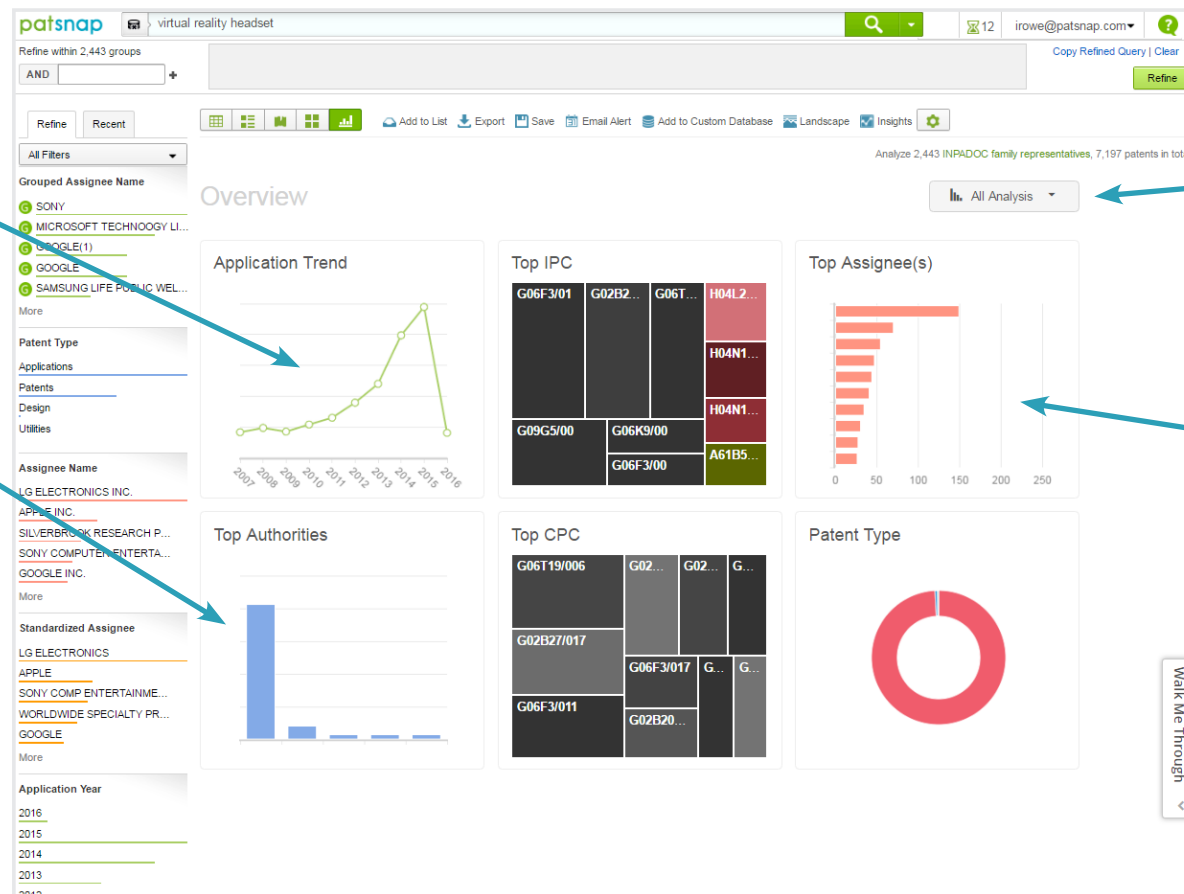 patsnap
virtual reality headset
12
irowe@patsnap.com
?
Refine within 2,443 groups
Copy Refined Query | Clear
AND
+
Refine
Refine
Recent
Add to List
Export
Save
Email Alert
Add to Custom Database
Landscape
Insights
All Filters
Analyze 2,443 INPADOC family representatives, 7,197 patents in tot
Grouped Assignee Name
G SONY
G MICROSOFT TECHNOOGY LI...
G GOOGLE(1)
G GOOGLE
G SAMSUNG LIFE PUBLIC WEL...
More
Patent Type
Applications
Patents
Design
Utilities
Assignee Name
LG ELECTRONICS INC.
APPLE INC.
SILVERBROOK RESEARCH P...
SONY COMPUTER ENTERTA...
GOOGLE INC.
More
Standardized Assignee
LG ELECTRONICS
APPLE
SONY COMP ENTERTAINME...
WORLDWIDE SPECIALTY PR...
GOOGLE
More
Application Year
2016
2015
2014
2013
2012
Overview
All Analysis
Application Trend
2007
2008
2009
2010
2011
2012
2013
2014
2015
2016
Top IPC
G06F3/01
G02B2...
G06T...
H04L2...
H04N1...
H04N1...
G09G5/00
G06K9/00
G06F3/00
A61B5...
Top Assignee(s)
0 50 100 150 200 250
Top Authorities
Top CPC
G06T19/006
G02...
G02...
G...
G02B27/017
G06F3/017
G...
G...
G06F3/011
G02B20...
Patent Type
Walk Me Through